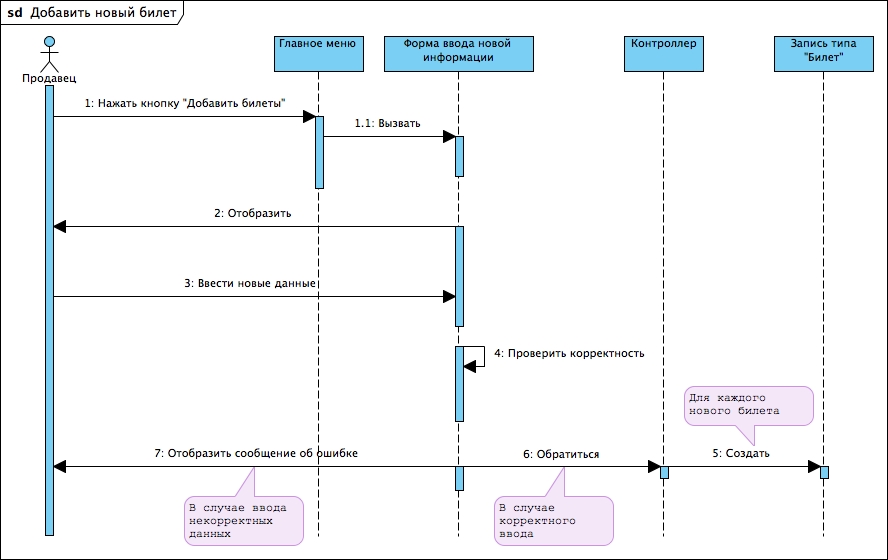 sd Добавить новый билет
Продавец
Главное меню
Форма ввода новой
информации
Контроллер
Запись типа
"Билет"
1: Нажать кнопку "Добавить билеты"
1.1: Вызвать
2: Отобразить
3: Ввести новые данные
4: Проверить корректность
Для каждого
нового билета
7: Отобразить сообщение об ошибке
6: Обратиться
5: Создать
В случае ввода
некорректных
данных
В случае
корректного
ввода